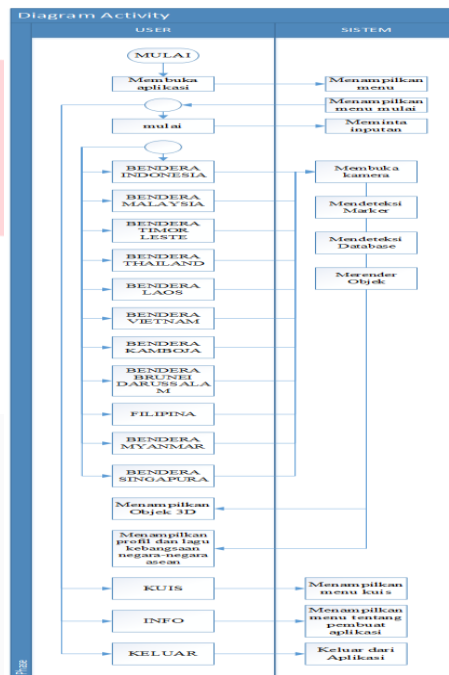 Diagram Activity
USER
SISTEM
MULAI
Membuka
aplikasi
Menampilkan
menu
Menampilkan
menu mulai
mulai
Meminta
inputan
BENDERA
INDONESIA
Membuka
kamera
BENDERA
MALAYSIA
Mendeteksi
Marker
BENDERA
TIMOR
LESTE
Mendeteksi
Database
BENDERA
THAILAND
Merender
Objek
BENDERA
LAOS
BENDERA
VIETNAM
BENDERA
KAMBOJA
BENDERA
BRUNEI
DARUSSALA
M
FILIPINA
BENDERA
MYANMAR
BENDERA
SINGAPURA
Menampilkan
Objek 3D
Menampilkan
profil dan lagu
kebangsaan
negara-negara
asean
KUIS
Menampilkan
menu kuis
INFO
Menampilkan
menu tentang
pembuat
aplikasi
KELUAR
Keluar dari
Aplikasi